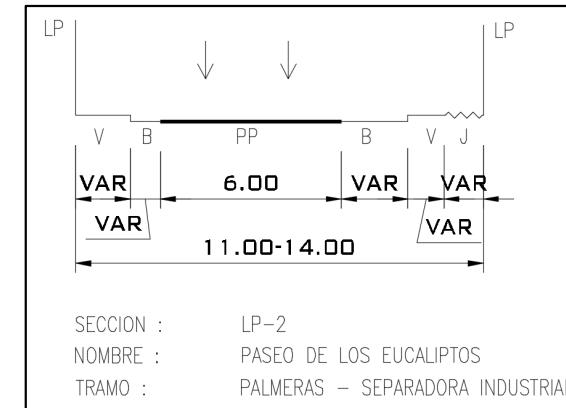 LP LP
V B PP B V J
VAR 6.00 VAR VAR
VAR VAR
11.00-14.00
SECCION : LP-2
NOMBRE : PASEO DE LOS EUCALIPTOS
TRAMO : PALMERAS - SEPARADORA INDUSTRIAL